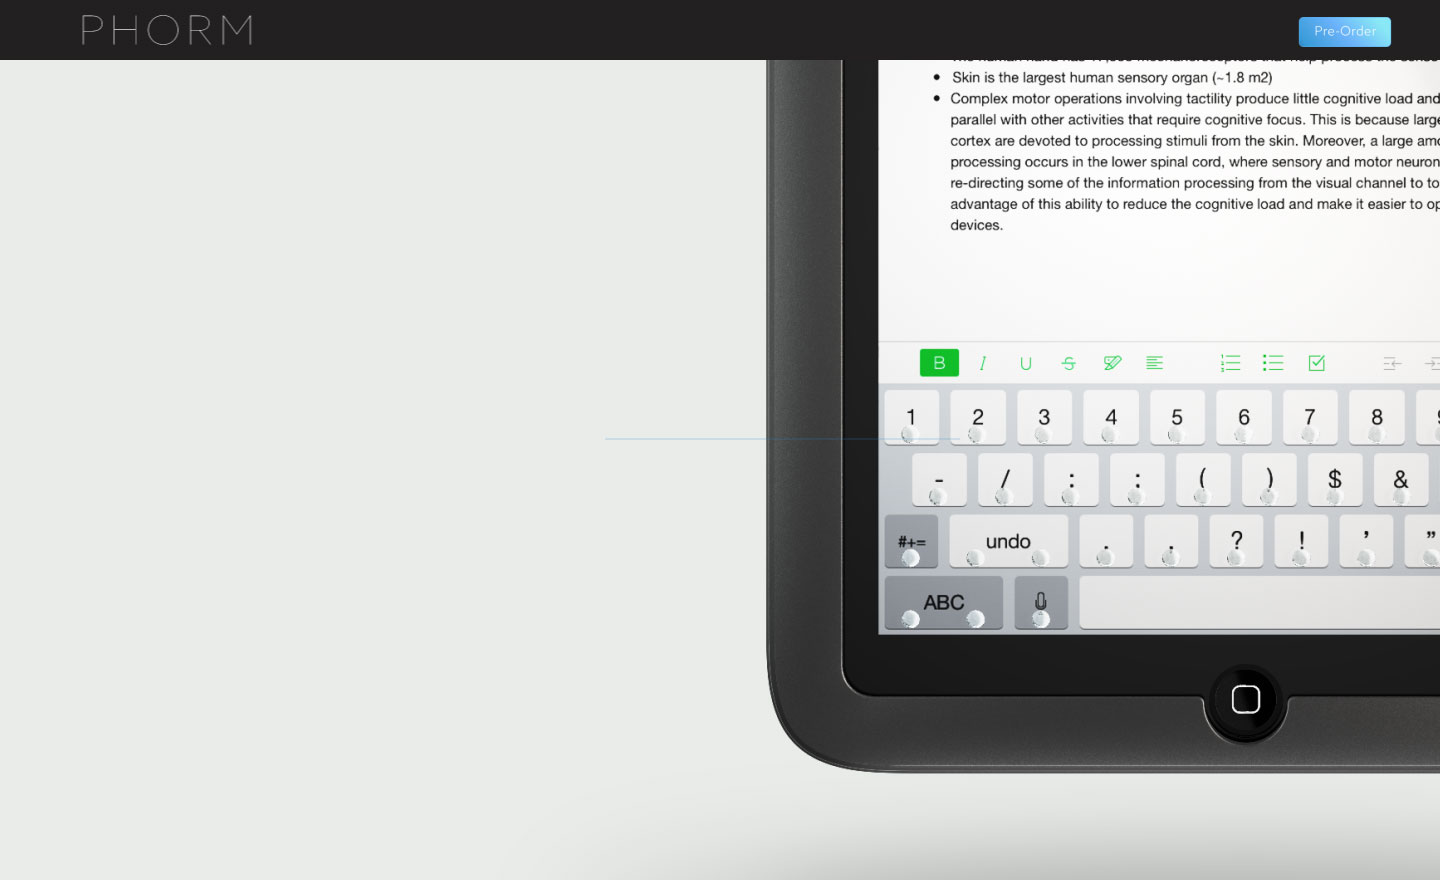 PHORM
Pre-Order
Skin is the largest human sensory organ (~1.8 m2)
Complex motor operations involving tactility produce little cognitive load and
parallel with other activities that require cognitive focus. This is because large
cortex are devoted to processing stimuli from the skin. Moreover, a large amo
processing occurs in the lower spinal cord, where sensory and motor neuron
re-directing some of the information processing from the visual channel to to
advantage of this ability to reduce the cognitive load and make it easier to op
devices.
B I U S
1 2 3 4 5 6 7 8 9
- / : ; ( ) $ &
#+= undo . , ? ! ' "
ABC